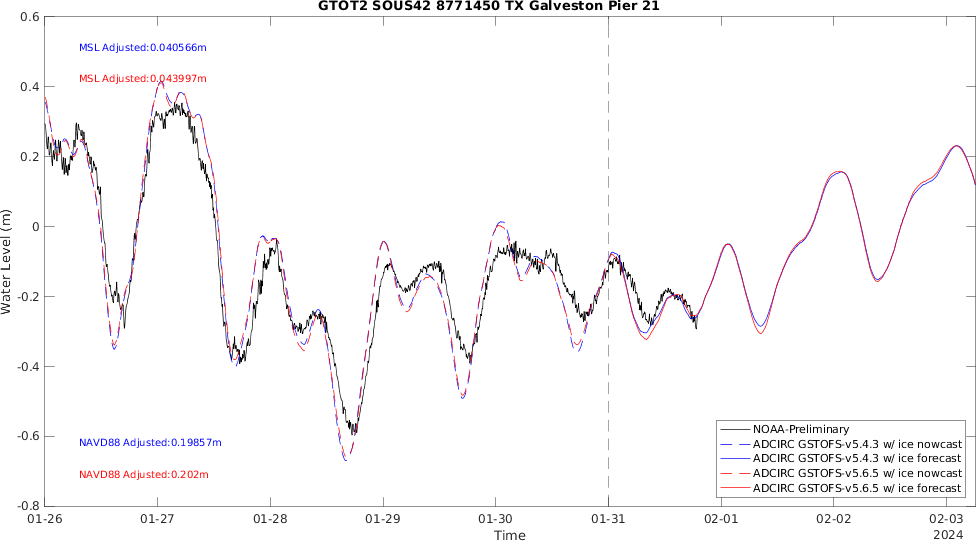 GTOT2 SOUS42 8771450 TX Galveston Pier 21
0.6
0.4
0.2
0
-0.2
-0.4
-0.6
-0.8
Water Level (m)
MSL Adjusted:0.040566m
MSL Adjusted:0.043997m
NAVD88 Adjusted:0.19857m
NAVD88 Adjusted:0.202m
NOAA-Preliminary
ADCIRC GSTOFS-v5.4.3 w/ ice nowcast
ADCIRC GSTOFS-v5.4.3 w/ ice forecast
ADCIRC GSTOFS-v5.6.5 w/ ice nowcast
ADCIRC GSTOFS-v5.6.5 w/ ice forecast
01-26 01-27 01-28 01-29 01-30 01-31 02-01 02-02 02-03
Time
2024